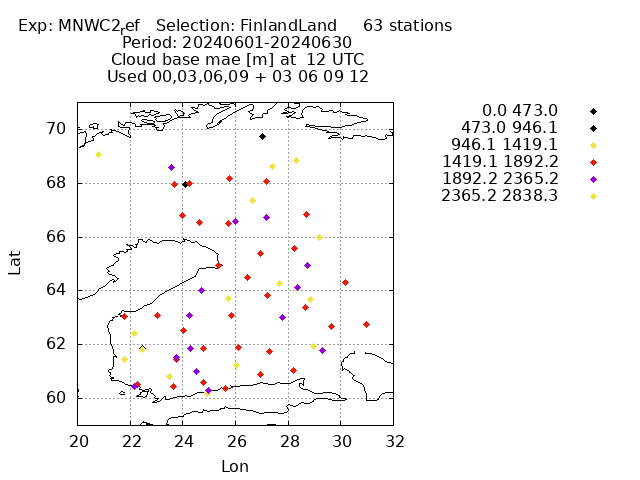 Exp: MNWC2ref   Selection: FinlandLand     63 stations
Period: 20240601-20240630
Cloud base mae [m] at  12 UTC
Used 00,03,06,09 + 03 06 09 12
0.0 473.0
473.0 946.1
946.1 1419.1
1419.1 1892.2
1892.2 2365.2
2365.2 2838.3
70
68
66
64
62
60
Lat
20 22 24 26 28 30 32
Lon